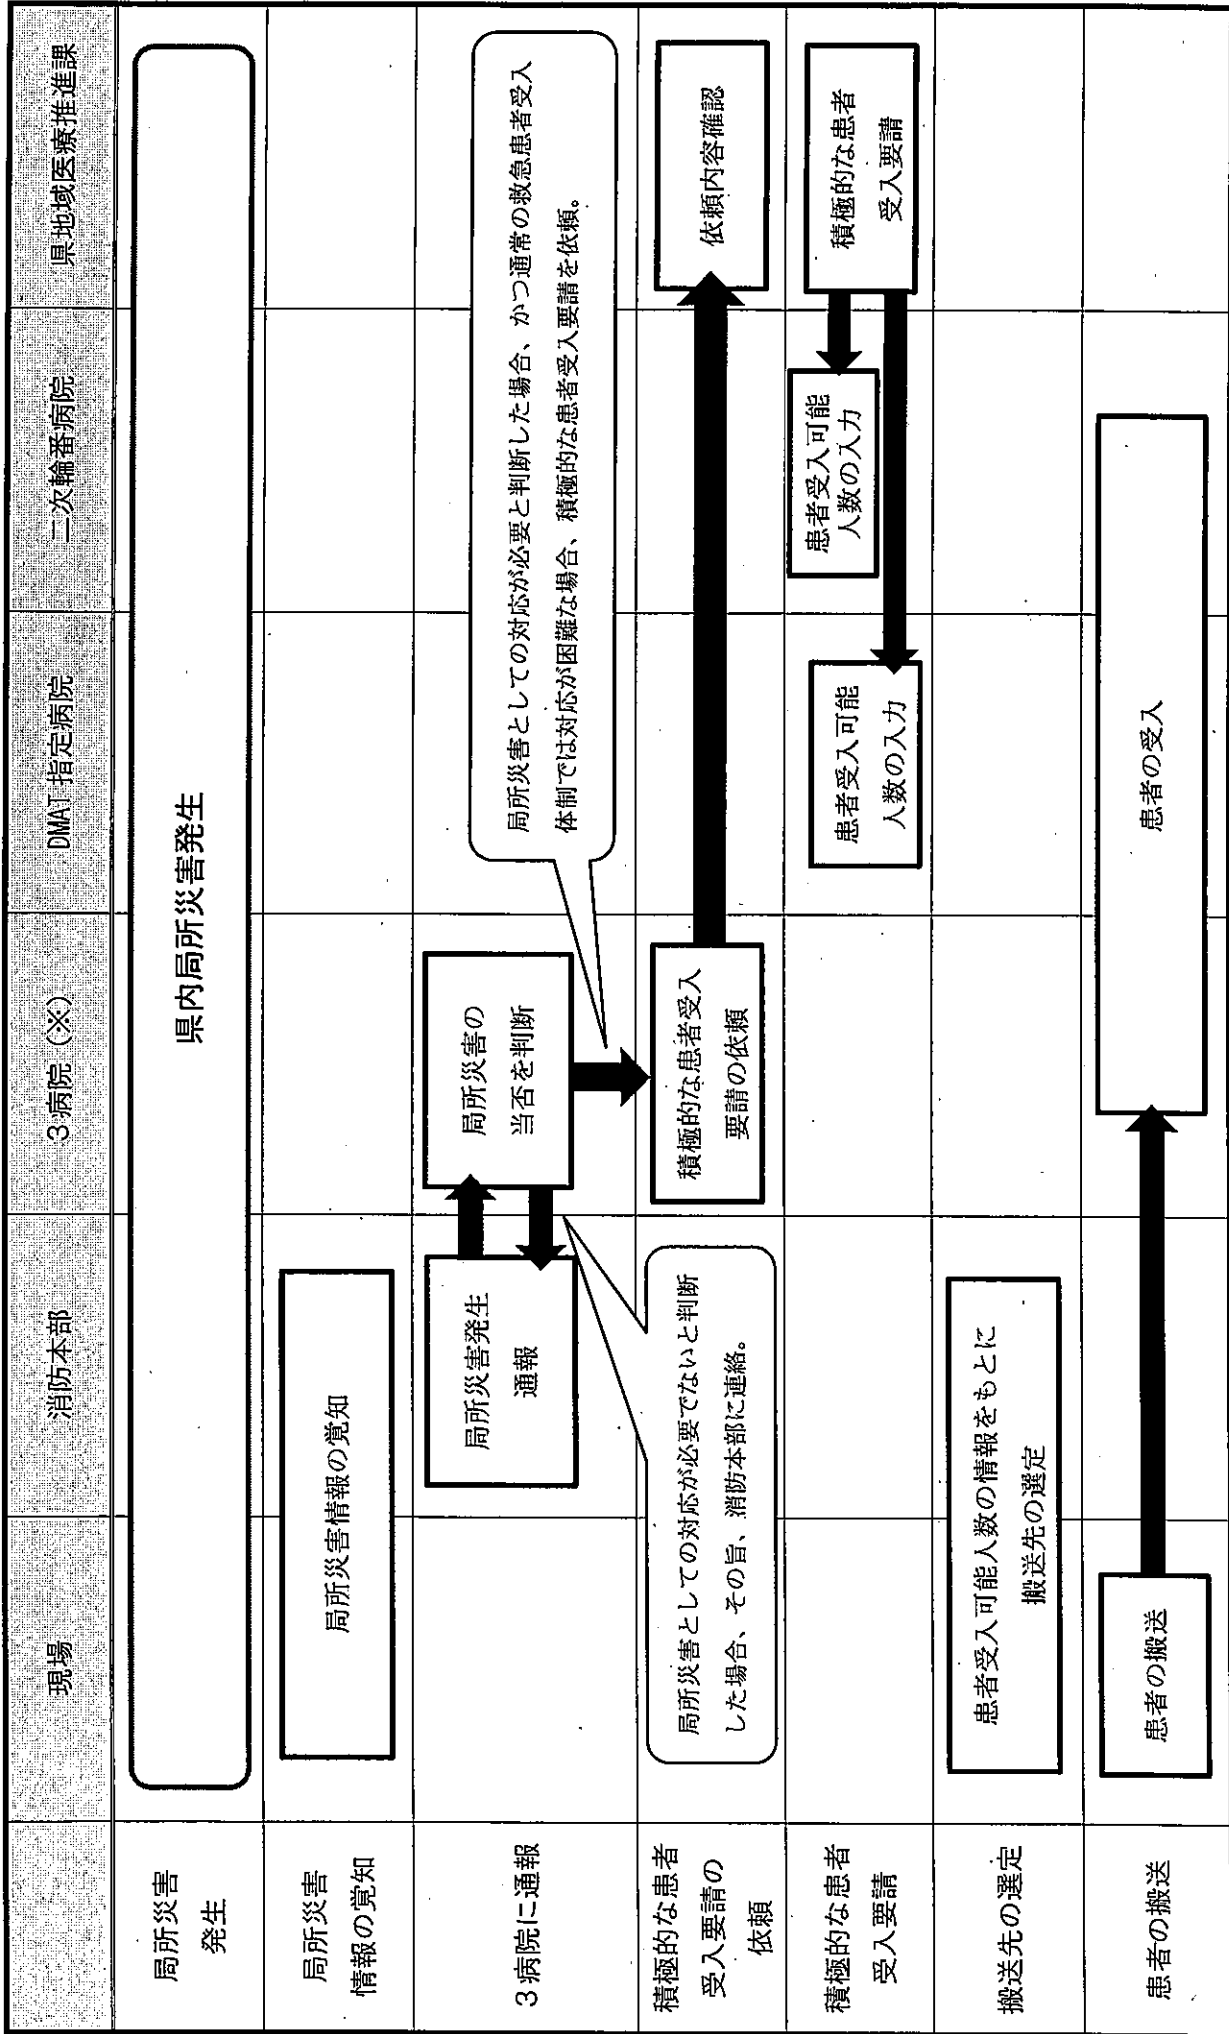 現場
消防本部
3病院（※）
DMAT指定病院
二次輪番病院
県地域医療推進課
局所災害
発生
県内局所災害発生
局所災害
情報の覚知
局所災害情報の覚知
3病院に通報
局所災害発生
通報
局所災害の
当否を判断
局所災害としての対応が必要と判断した場合、かつ通常の救急患者受入
体制では対応が困難な場合、積極的な患者受入要請を依頼。
積極的な患者
受入要請の
依頼
局所災害としての対応が必要でないと判断
した場合、その旨、消防本部に連絡。
積極的な患者受入
要請の依頼
依頼内容確認
積極的な患者
受入要請
患者受入可能
人数の入力
患者受入可能
人数の入力
積極的な患者
受入要請
搬送先の選定
患者受入可能人数の情報をもとに
搬送先の選定
患者の搬送
患者の搬送
患者の受入